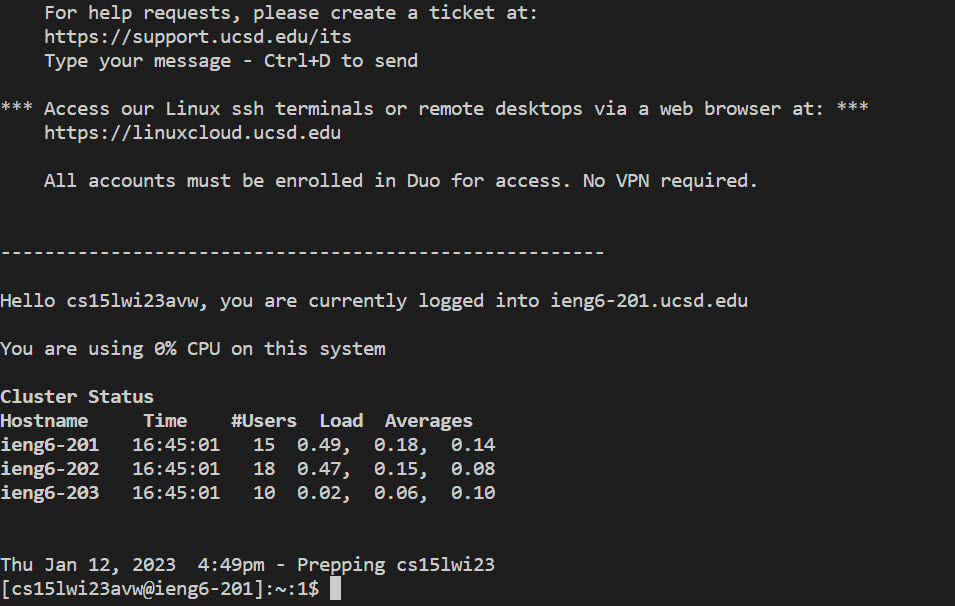 For help requests, please create a ticket at:
https://support.ucsd.edu/its
Type your message - Ctrl+D to send
*** Access our Linux ssh terminals or remote desktops via a web browser at: ***
https://linuxcloud.ucsd.edu
All accounts must be enrolled in Duo for access. No VPN required.
-------------------------------------------------------
Hello cs15lwi23avw, you are currently logged into ieng6-201.ucsd.edu
You are using 0% CPU on this system
Cluster Status
Hostname     Time    #Users  Load  Averages
ieng6-201   16:45:01   15  0.49,  0.18,  0.14
ieng6-202   16:45:01   18  0.47,  0.15,  0.08
ieng6-203   16:45:01   10  0.02,  0.06,  0.10
Thu Jan 12, 2023  4:49pm - Prepping cs15lwi23
[cs15lwi23avw@ieng6-201]:~:1$